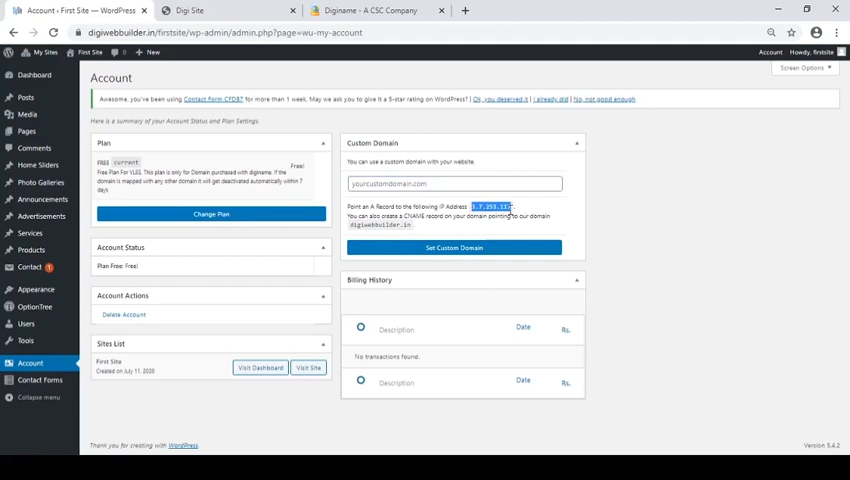 Account ‹ First Site — WordPress
Digi Site
Diginame - A CSC Company
digiwebbuilder.in/firstsite/wp-admin/admin.php?page=wu-my-account
My Sites
First Site
0
New
Account
Howdy, firstsite
Screen Options
Dashboard
Posts
Media
Pages
Comments
Home Sliders
Photo Galleries
Announcements
Advertisements
Services
Products
Contact 1
Appearance
OptionTree
Users
Tools
Account
Contact Forms
Collapse menu
Account
Awesome, you've been using Contact Form CFDB7 for more than 1 week. May we ask you to give it a 5-star rating on WordPress? | Ok, you deserved it | I already did | No, not good enough
Here is a summary of your Account Status and Plan Settings.
Plan
FREE current
Free!
Free Plan For VLES. This plan is only for Domain purchased with diginame. If the
domain is mapped with any other domain it will get deactivated automatically within 7
days
Change Plan
Account Status
Plan Free: Free!
Account Actions
Delete Account
Sites List
First Site
Created on July 11, 2020
Visit Dashboard
Visit Site
Custom Domain
You can use a custom domain with your website.
yourcustomdomain.com
Point an A Record to the following IP Address
You can also create a CNAME record on your domain pointing to our domain
digiwebbuilder.in .
Set Custom Domain
Billing History
Description
Date
Rs.
No transactions found.
Description
Date
Rs.
Thank you for creating with WordPress.
Version 5.4.2